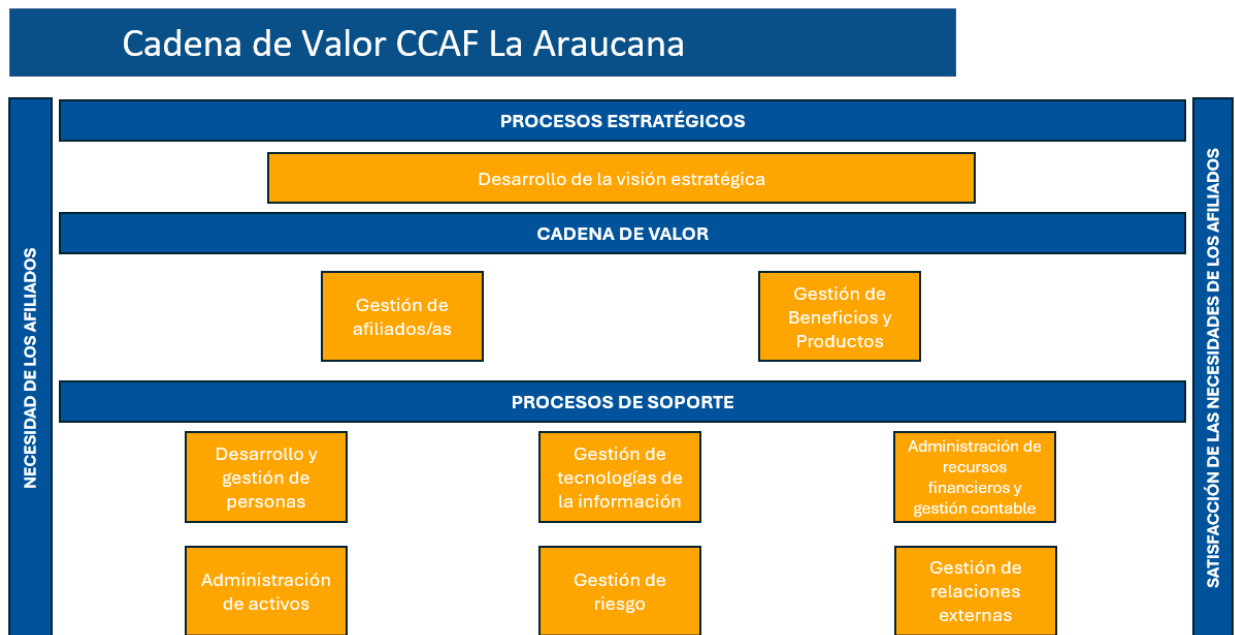 Cadena de Valor CCAF La Araucana
NECESIDAD DE LOS AFILIADOS
PROCESOS ESTRATÉGICOS
Desarrollo de la visión estratégica
CADENA DE VALOR
Gestión de
afiliados/as
Gestión de
Beneficios y
Productos
PROCESOS DE SOPORTE
Desarrollo y
gestión de
personas
Gestión de
tecnologías de
la información
Administración de
recursos
financieros y
gestión contable
Administración
de activos
Gestión de
riesgo
Gestión de
relaciones
externas
SATISFACCIÓN DE LAS NECESIDADES DE LOS AFILIADOS